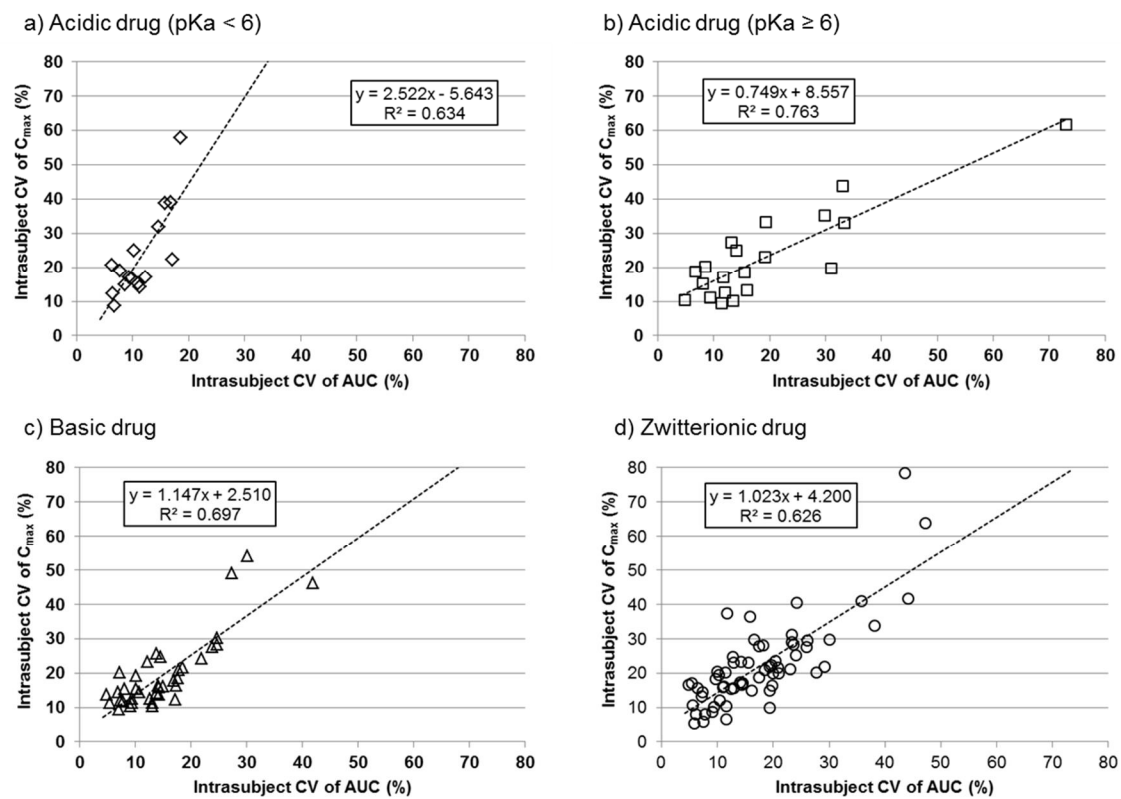 a) Acidic drug (pKa < 6)
80
70
60
50
40
30
20
10
0
Intrasubject CV of Cmax (%)
y = 2.522x - 5.643
R² = 0.634
0 10 20 30 40 50 60 70 80
Intrasubject CV of AUC (%)
b) Acidic drug (pKa ≥ 6)
80
70
60
50
40
30
20
10
0
Intrasubject CV of Cmax (%)
y = 0.749x + 8.557
R² = 0.763
0 10 20 30 40 50 60 70 80
Intrasubject CV of AUC (%)
c) Basic drug
80
70
60
50
40
30
20
10
0
Intrasubject CV of Cmax (%)
y = 1.147x + 2.510
R² = 0.697
0 10 20 30 40 50 60 70 80
Intrasubject CV of AUC (%)
d) Zwitterionic drug
80
70
60
50
40
30
20
10
0
Intrasubject CV of Cmax (%)
y = 1.023x + 4.200
R² = 0.626
0 10 20 30 40 50 60 70 80
Intrasubject CV of AUC (%)